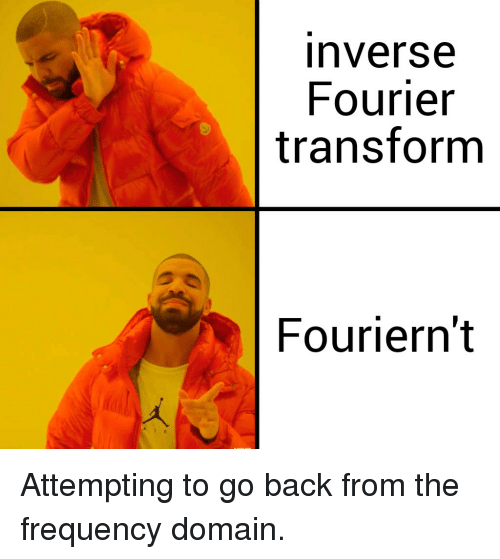 inverse
Fourier
transform
Fouriern't
Attempting to go back from the
frequency domain.